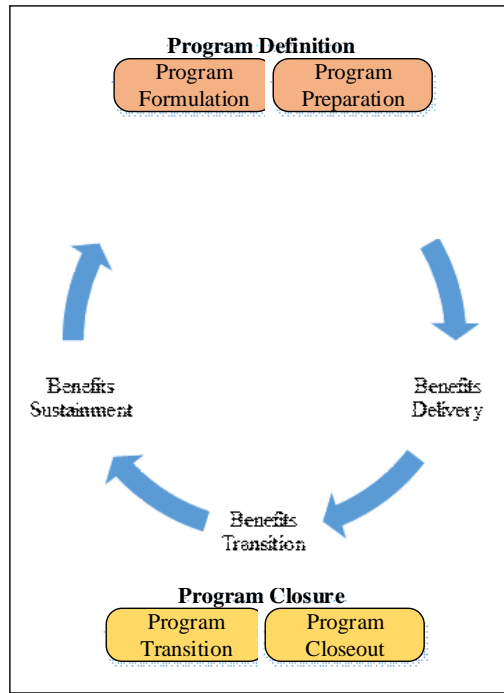 Program Definition
Program
Formulation
Program
Preparation
Benefits
Sustainment
Benefits
Delivery
Benefits
Transition
Program Closure
Program
Transition
Program
Closeout